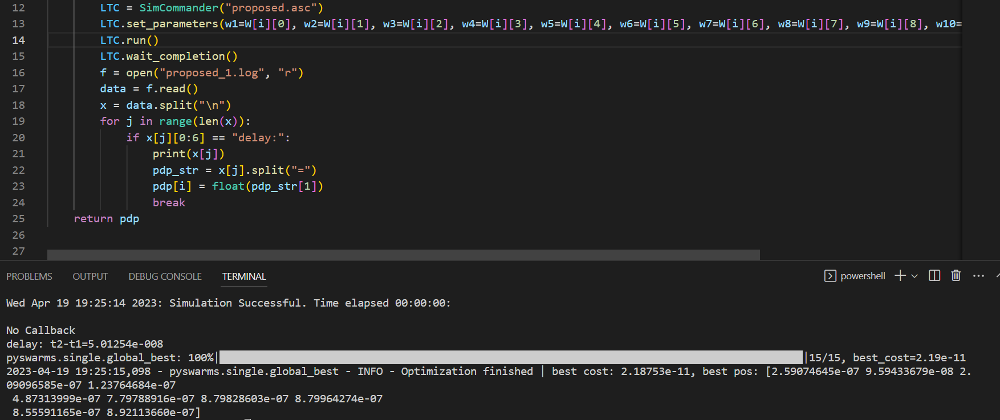 12 LTC = SimCommander("proposed.asc")
13 LTC.set_parameters(w1=W[i][0], w2=W[i][1], w3=W[i][2], w4=W[i][3], w5=W[i][4], w6=W[i][5], w7=W[i][6], w8=W[i][7], w9=W[i][8], w10=
14 LTC.run()
15 LTC.wait_completion()
16 f = open("proposed_1.log", "r")
17 data = f.read()
18 x = data.split("\n")
19 for j in range(len(x)):
20 if x[j][0:6] == "delay:":
21 print(x[j])
22 pdp_str = x[j].split("=")
23 pdp[i] = float(pdp_str[1])
24 break
25 return pdp
26
27
PROBLEMS OUTPUT DEBUG CONSOLE TERMINAL powershell
Wed Apr 19 19:25:14 2023: Simulation Successful. Time elapsed 00:00:00:
No Callback
delay: t2-t1=5.01254e-008
pyswarms.single.global_best: 100%| |15/15, best_cost=2.19e-11
2023-04-19 19:25:15,098 - pyswarms.single.global_best - INFO - Optimization finished | best cost: 2.18753e-11, best pos: [2.59074645e-07 9.59433679e-08 2.
09096585e-07 1.23764684e-07
4.87313999e-07 7.79788916e-07 8.79828603e-07 8.79964274e-07
8.55591165e-07 8.92113660e-07]